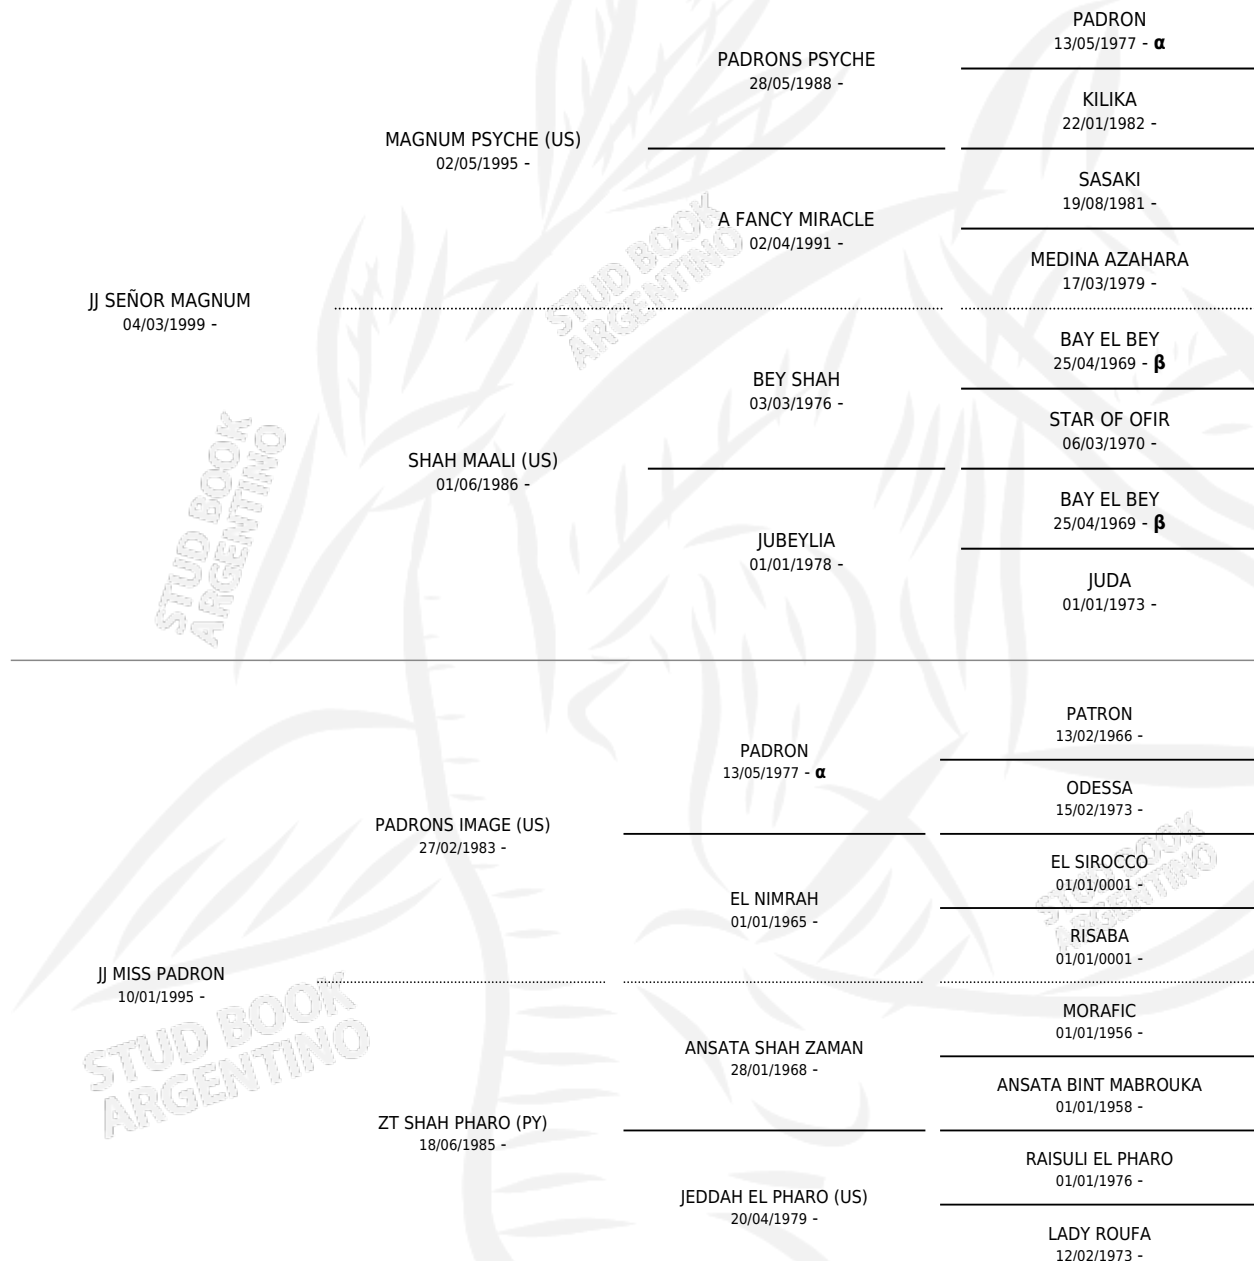 PADRON
13/05/1977 - α
PADRONS PSYCHE
28/05/1988 -
KILIKA
22/01/1982 -
MAGNUM PSYCHE (US)
02/05/1995 -
SASAKI
19/08/1981 -
A FANCY MIRACLE
02/04/1991 -
MEDINA AZAHARA
17/03/1979 -
JJ SEÑOR MAGNUM
04/03/1999 -
BAY EL BEY
25/04/1969 - β
BEY SHAH
03/03/1976 -
STAR OF OFIR
06/03/1970 -
SHAH MAALI (US)
01/06/1986 -
BAY EL BEY
25/04/1969 - β
JUBEYLIA
01/01/1978 -
JUDA
01/01/1973 -
PATRON
13/02/1966 -
PADRON
13/05/1977 - α
ODESSA
15/02/1973 -
PADRONS IMAGE (US)
27/02/1983 -
EL SIROCCO
01/01/0001 -
EL NIMRAH
01/01/1965 -
RISABA
01/01/0001 -
JJ MISS PADRON
10/01/1995 -
MORAFIC
01/01/1956 -
ANSATA SHAH ZAMAN
28/01/1968 -
ANSATA BINT MABROUKA
01/01/1958 -
ZT SHAH PHARO (PY)
18/06/1985 -
RAISULI EL PHARO
01/01/1976 -
JEDDAH EL PHARO (US)
20/04/1979 -
LADY ROUFA
12/02/1973 -
STUD BOOK
ARGENTINO
STUD BOOK
ARGENTINO
STUD BOOK
ARGENTINO
STUD BOOK
ARGENTINO